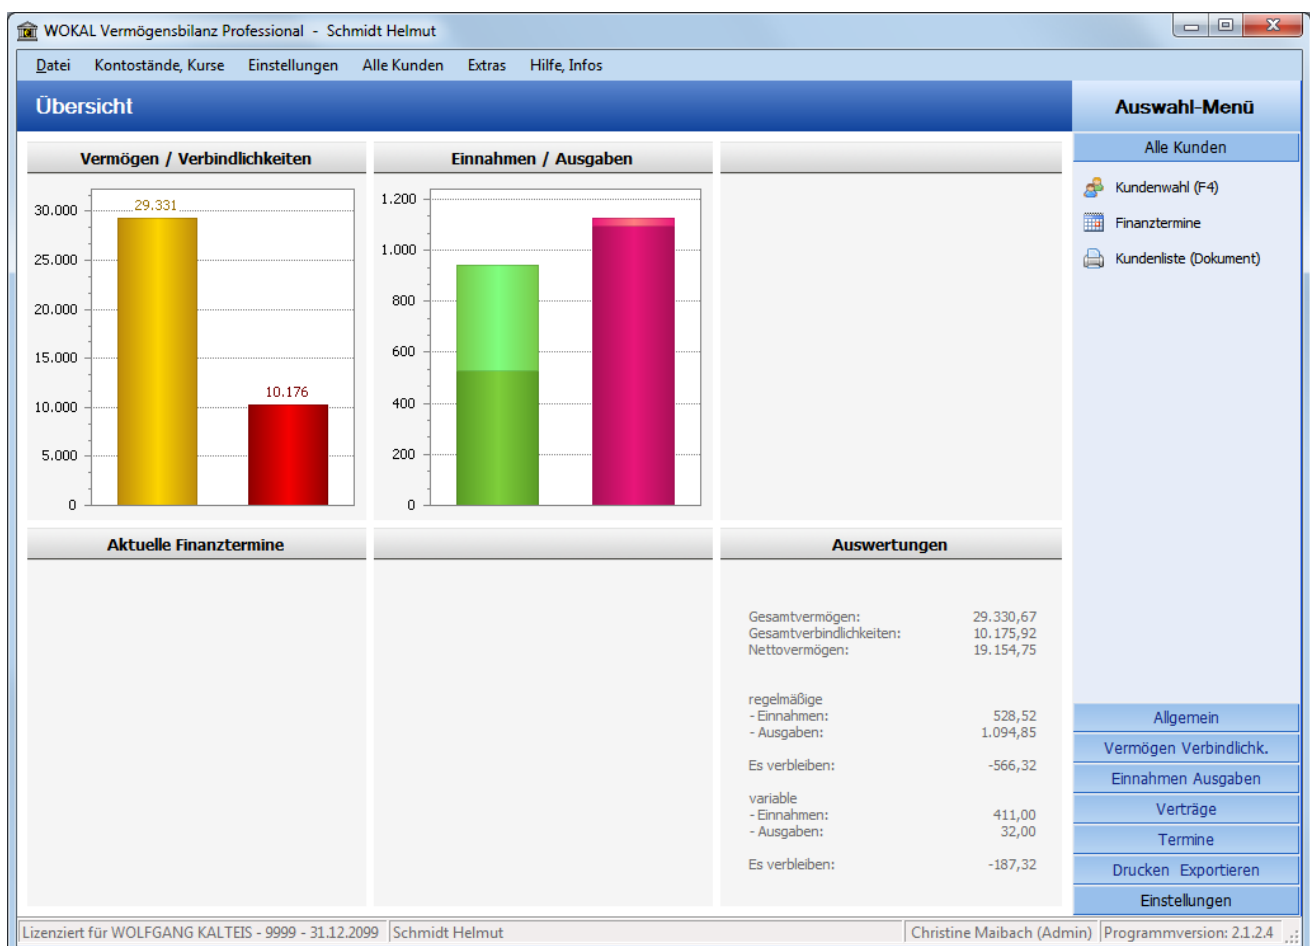 WOKAL Vermögensbilanz Professional - Schmidt Helmut
Datei Kontostände, Kurse Einstellungen Alle Kunden Extras Hilfe, Infos
Übersicht
Auswahl-Menü
Alle Kunden
Kundenwahl (F4)
Finanztermine
Kundenliste (Dokument)
Vermögen / Verbindlichkeiten
30.000
25.000
20.000
15.000
10.000
5.000
0
29.331
10.176
Einnahmen / Ausgaben
1.200
1.000
800
600
400
200
0
Aktuelle Finanztermine
Auswertungen
Gesamtvermögen: 29.330,67
Gesamtverbindlichkeiten: 10.175,92
Nettovermögen: 19.154,75
regelmäßige
- Einnahmen: 528,52
- Ausgaben: 1.094,85
Es verbleiben: -566,32
variable
- Einnahmen: 411,00
- Ausgaben: 32,00
Es verbleiben: -187,32
Allgemein
Vermögen Verbindlichk.
Einnahmen Ausgaben
Verträge
Termine
Drucken Exportieren
Einstellungen
Lizenziert für WOLFGANG KALTEIS - 9999 - 31.12.2099 Schmidt Helmut Christine Maibach (Admin) Programmversion: 2.1.2.4